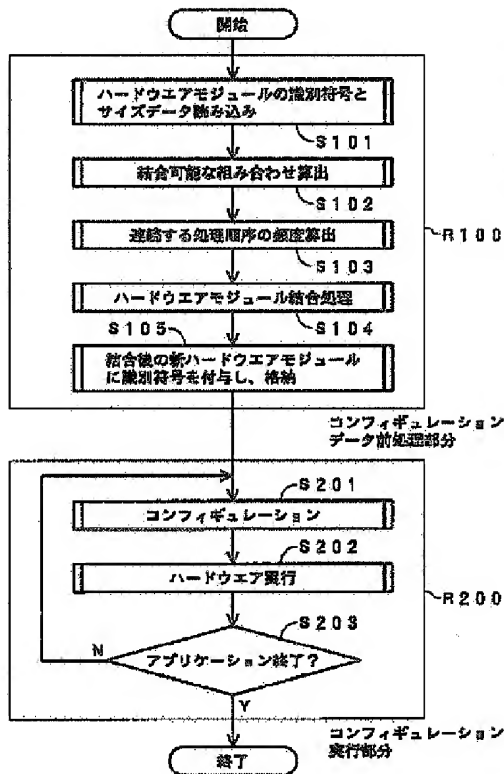 開始
ハードウエアモジュールの識別符号と
サイズデータ読み込み
S101
結合可能な組み合わせ算出
S102
連続する処理順序の頻度算出
S103
R100
ハードウエアモジュール結合処理
S105
S104
結合後の新ハードウエアモジュール
に識別符号を付与し、格納
コンフィギュレーション
データ前処理部分
S201
コンフィギュレーション
S202
ハードウエア実行
R200
S203
N
アプリケーション終了?
Y
コンフィギュレーション
実行部分
終了